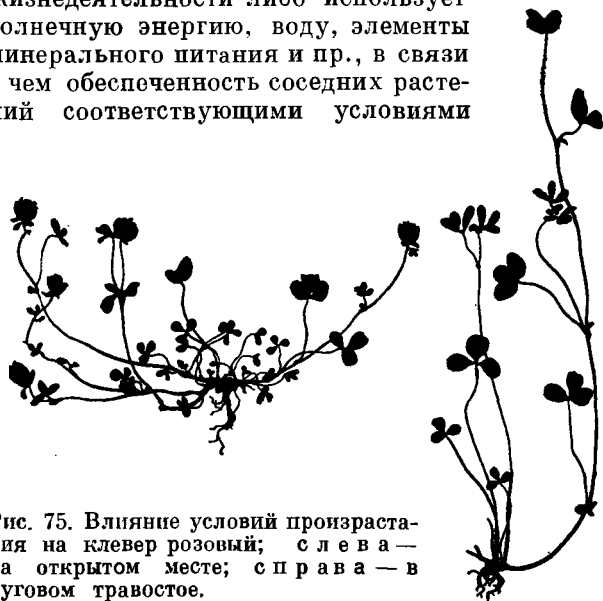 изнедеятельности либо использует
олнечную энергию, воду, элементы
инерального питания и пр., в связи
чем обеспеченность соседних расте-
ий соответствующими условиями
ис. 75. Влияние условий произраста-
ия на клевер розовый; слева —
а открытом месте; справа — в
уговом травостое.